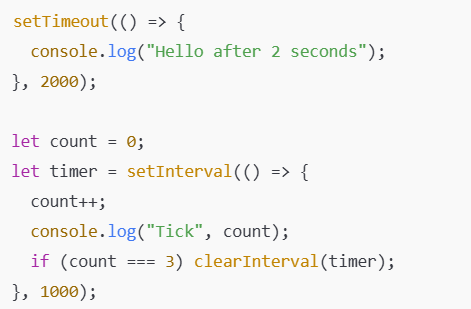 setTimeout(() => {
  console.log("Hello after 2 seconds");
}, 2000);

let count = 0;
let timer = setInterval(() => {
  count++;
  console.log("Tick", count);
  if (count === 3) clearInterval(timer);
}, 1000);